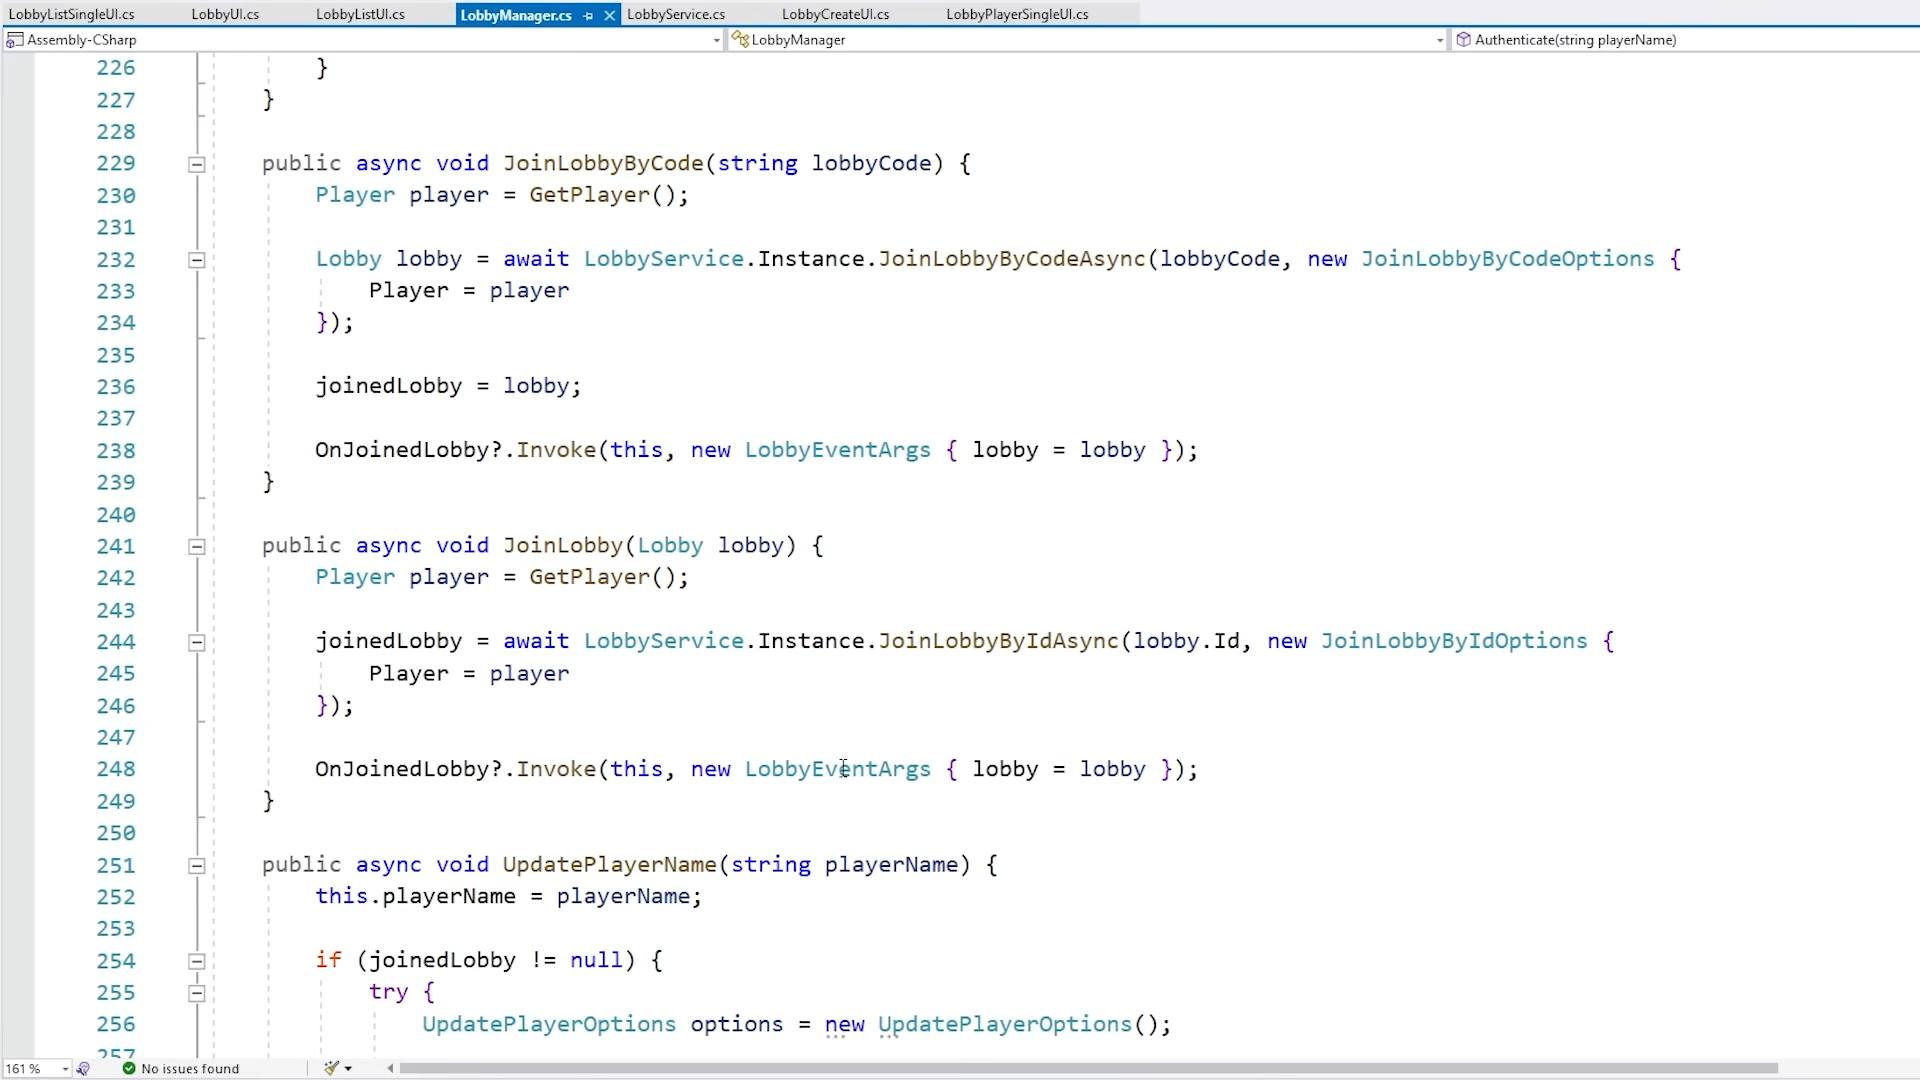 LobbyListSingleUI.cs LobbyUI.cs LobbyListUI.cs LobbyManager.cs LobbyService.cs LobbyCreateUI.cs LobbyPlayerSingleUI.cs
Assembly-CSharp LobbyManager Authenticate(string playerName)
226 }
227 }
228
229 public async void JoinLobbyByCode(string lobbyCode) {
230 Player player = GetPlayer();
231
232 Lobby lobby = await LobbyService.Instance.JoinLobbyByCodeAsync(lobbyCode, new JoinLobbyByCodeOptions {
233 Player = player
234 });
235
236 joinedLobby = lobby;
237
238 OnJoinedLobby?.Invoke(this, new LobbyEventArgs { lobby = lobby });
239 }
240
241 public async void JoinLobby(Lobby lobby) {
242 Player player = GetPlayer();
243
244 joinedLobby = await LobbyService.Instance.JoinLobbyByIdAsync(lobby.Id, new JoinLobbyByIdOptions {
245 Player = player
246 });
247
248 OnJoinedLobby?.Invoke(this, new LobbyEventArgs { lobby = lobby });
249 }
250
251 public async void UpdatePlayerName(string playerName) {
252 this.playerName = playerName;
253
254 if (joinedLobby != null) {
255 try {
256 UpdatePlayerOptions options = new UpdatePlayerOptions();
257
161 % No issues found